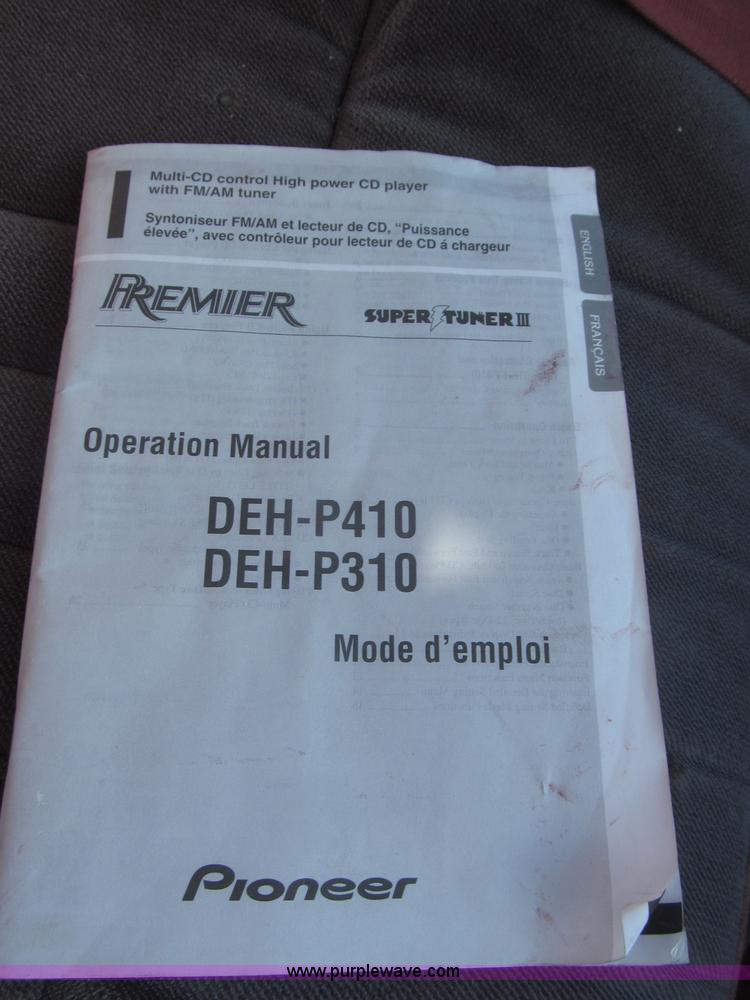 Multi-CD control High power CD player
with FM/AM tuner
Syntoniseur FM/AM et lecteur de CD, “Puissance
élevée”, avec contrôleur pour lecteur de CD á chargeur
ENGLISH
FRANÇAIS
PREMIER
SUPER TUNER III
Operation Manual
DEH-P410
DEH-P310
Mode d’emploi
Pioneer
www.purplewave.com